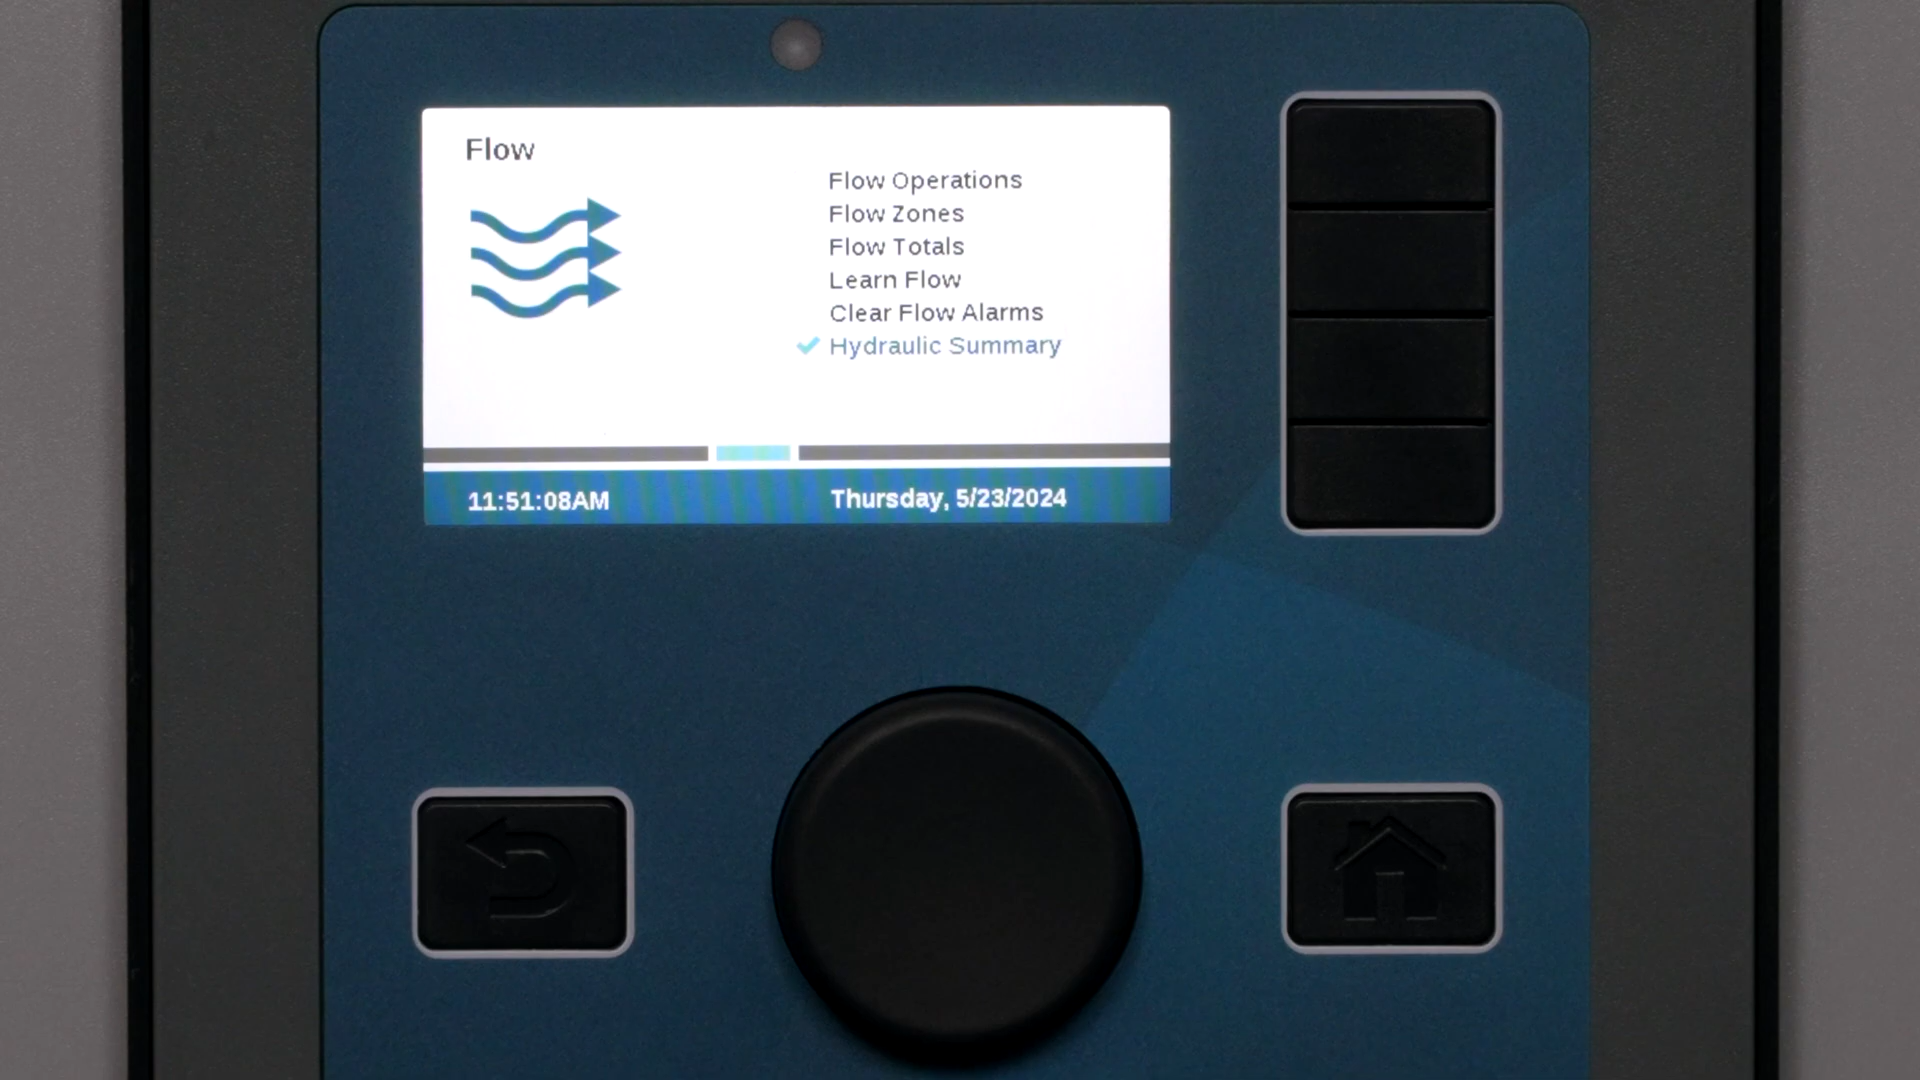 Flow
Flow Operations
Flow Zones
Flow Totals
Learn Flow
Clear Flow Alarms
Hydraulic Summary
11:51:08AM
Thursday, 5/23/2024